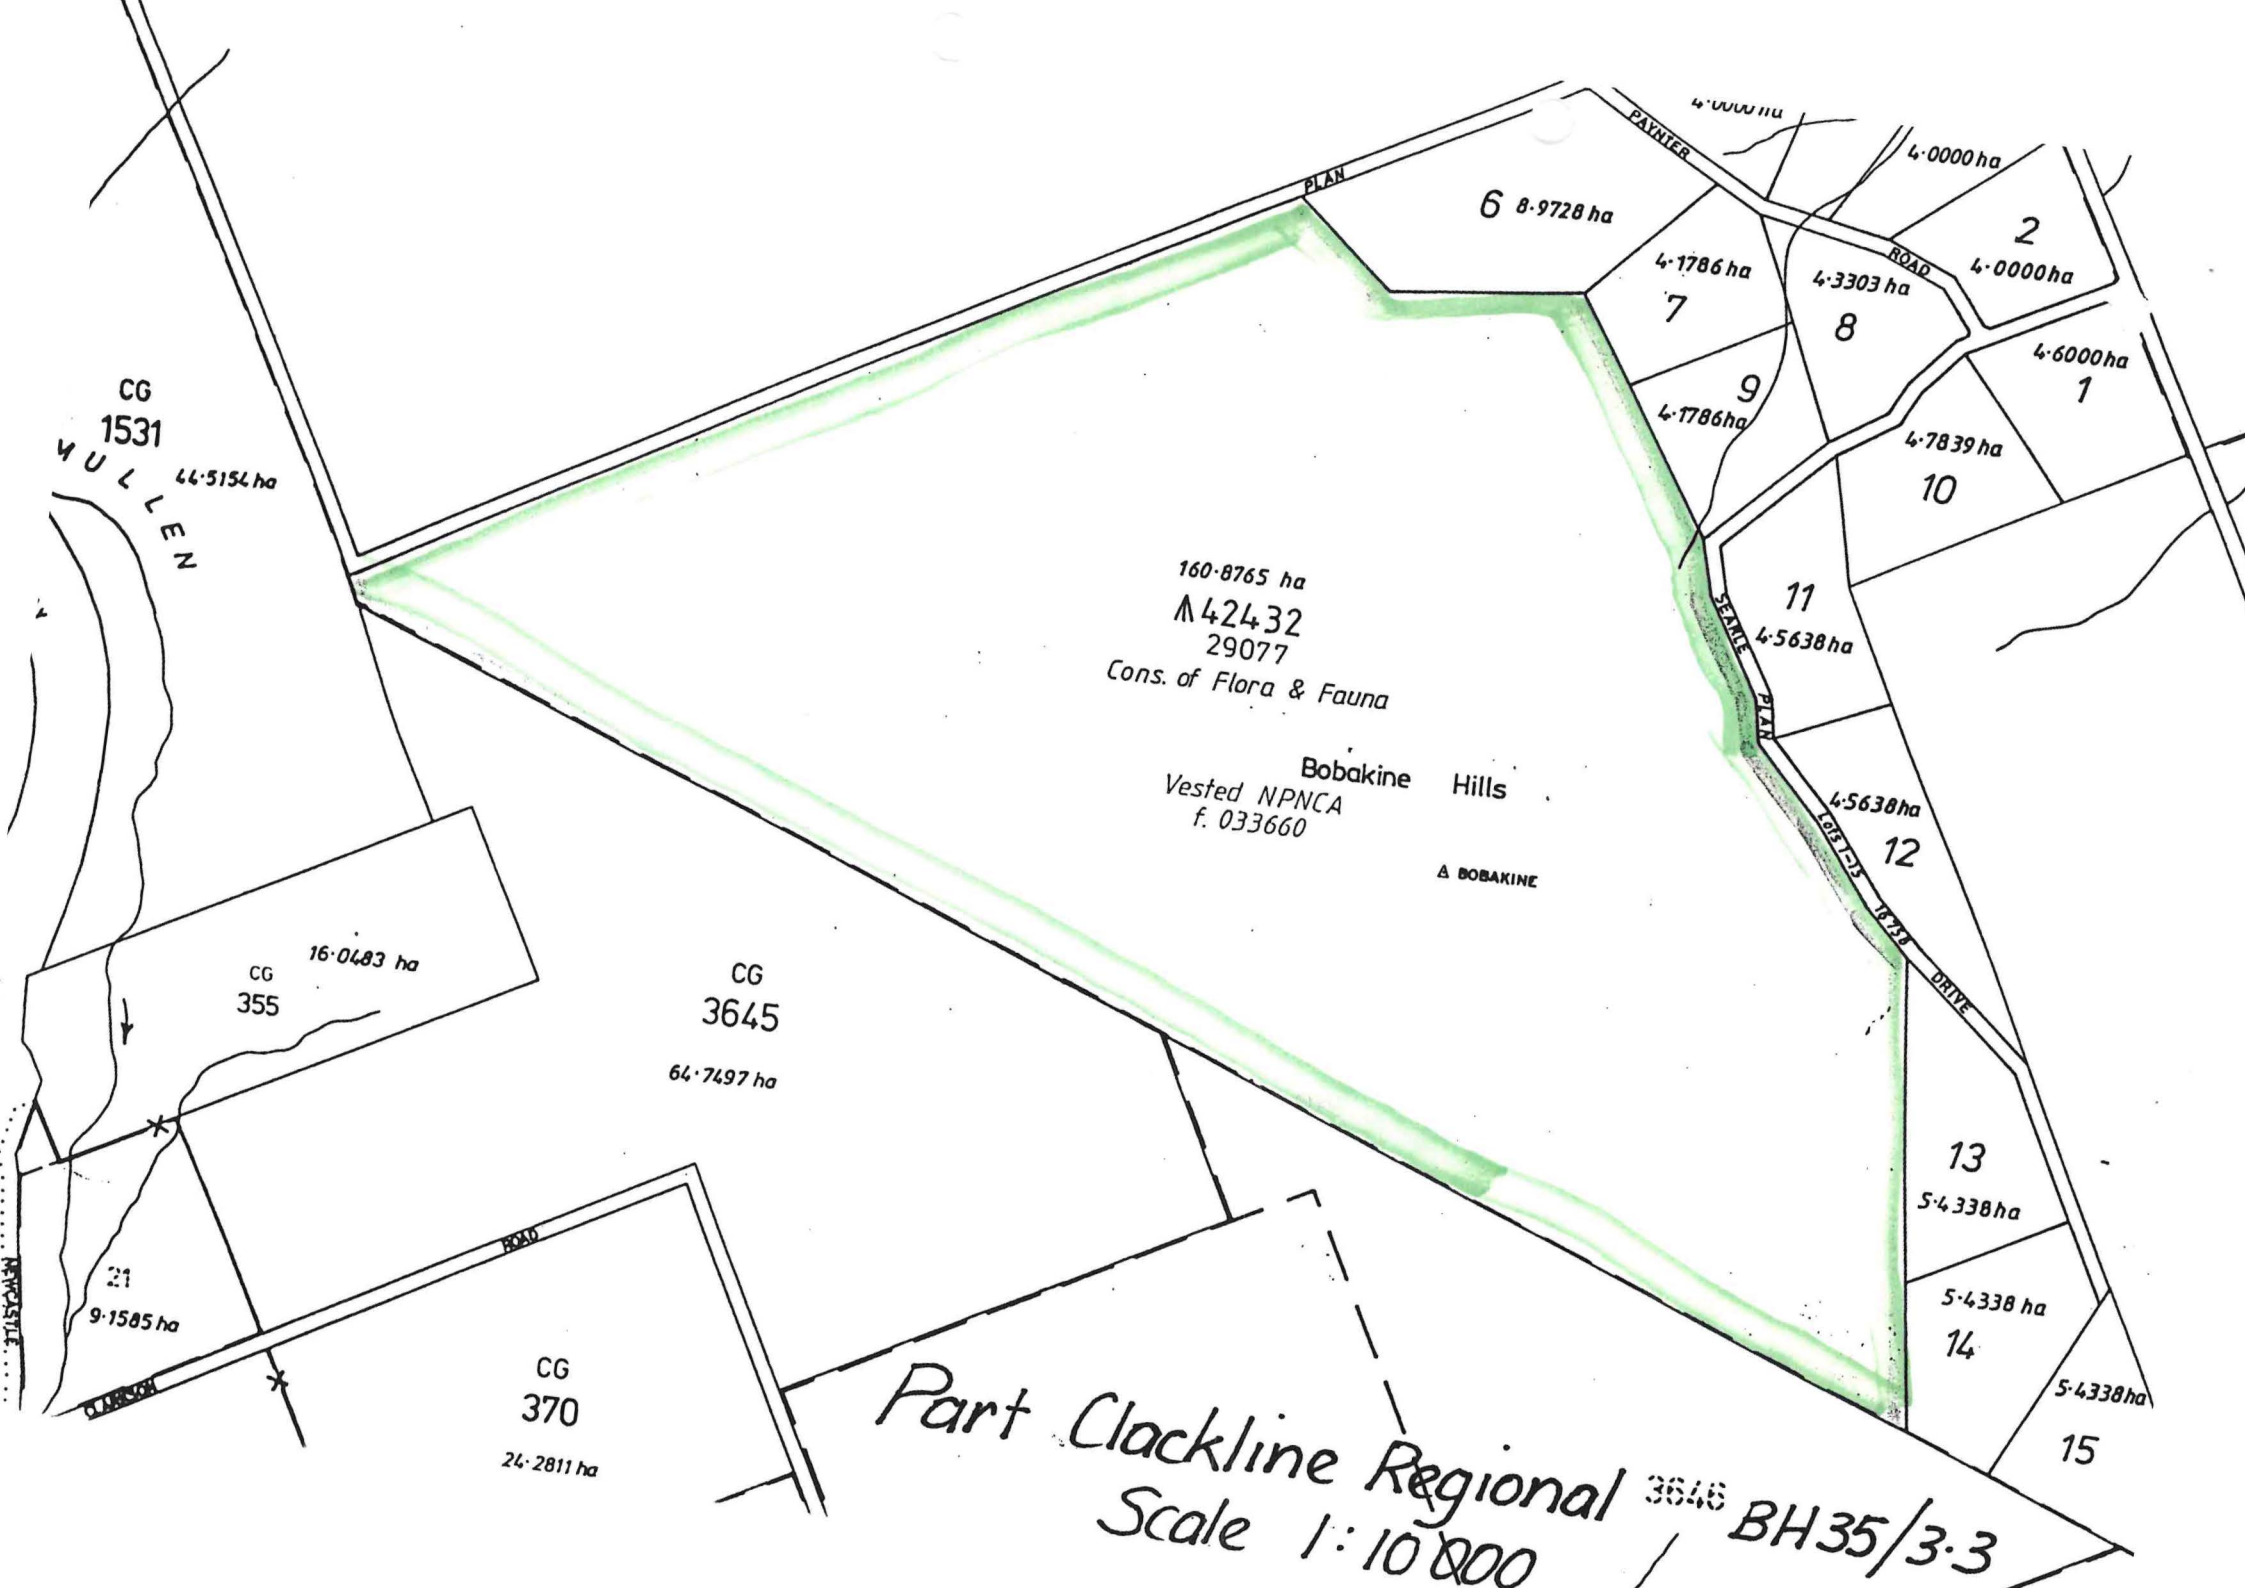 4.0000 ha
PAYNTER
4.0000 ha
PLAN
6 8.9728 ha
2
4.0000 ha
ROAD
4.1786 ha
7
4.3303 ha
8
4.6000 ha
1
CG
1531
44.5154 ha
9
4.1786 ha
4.7839 ha
10
160.8765 ha
42432
29077
Cons. of Flora & Fauna
11
4.5638 ha
SEARLE
PLAN
Bobakine Hills
Vested NPNCA
f. 033660
4.5638 ha
12
Lots 1-15
16756
DRIVE
BOBAKINE
16.0483 ha
CG
355
CG
3645
64.7497 ha
13
5.4338 ha
ROAD
21
9.1585 ha
NEWCASTLE
5.4338 ha
14
CG
370
24.2811 ha
5.4338 ha
15
Part Clackline Regional 3646 BH35/3.3
Scale 1:10 000